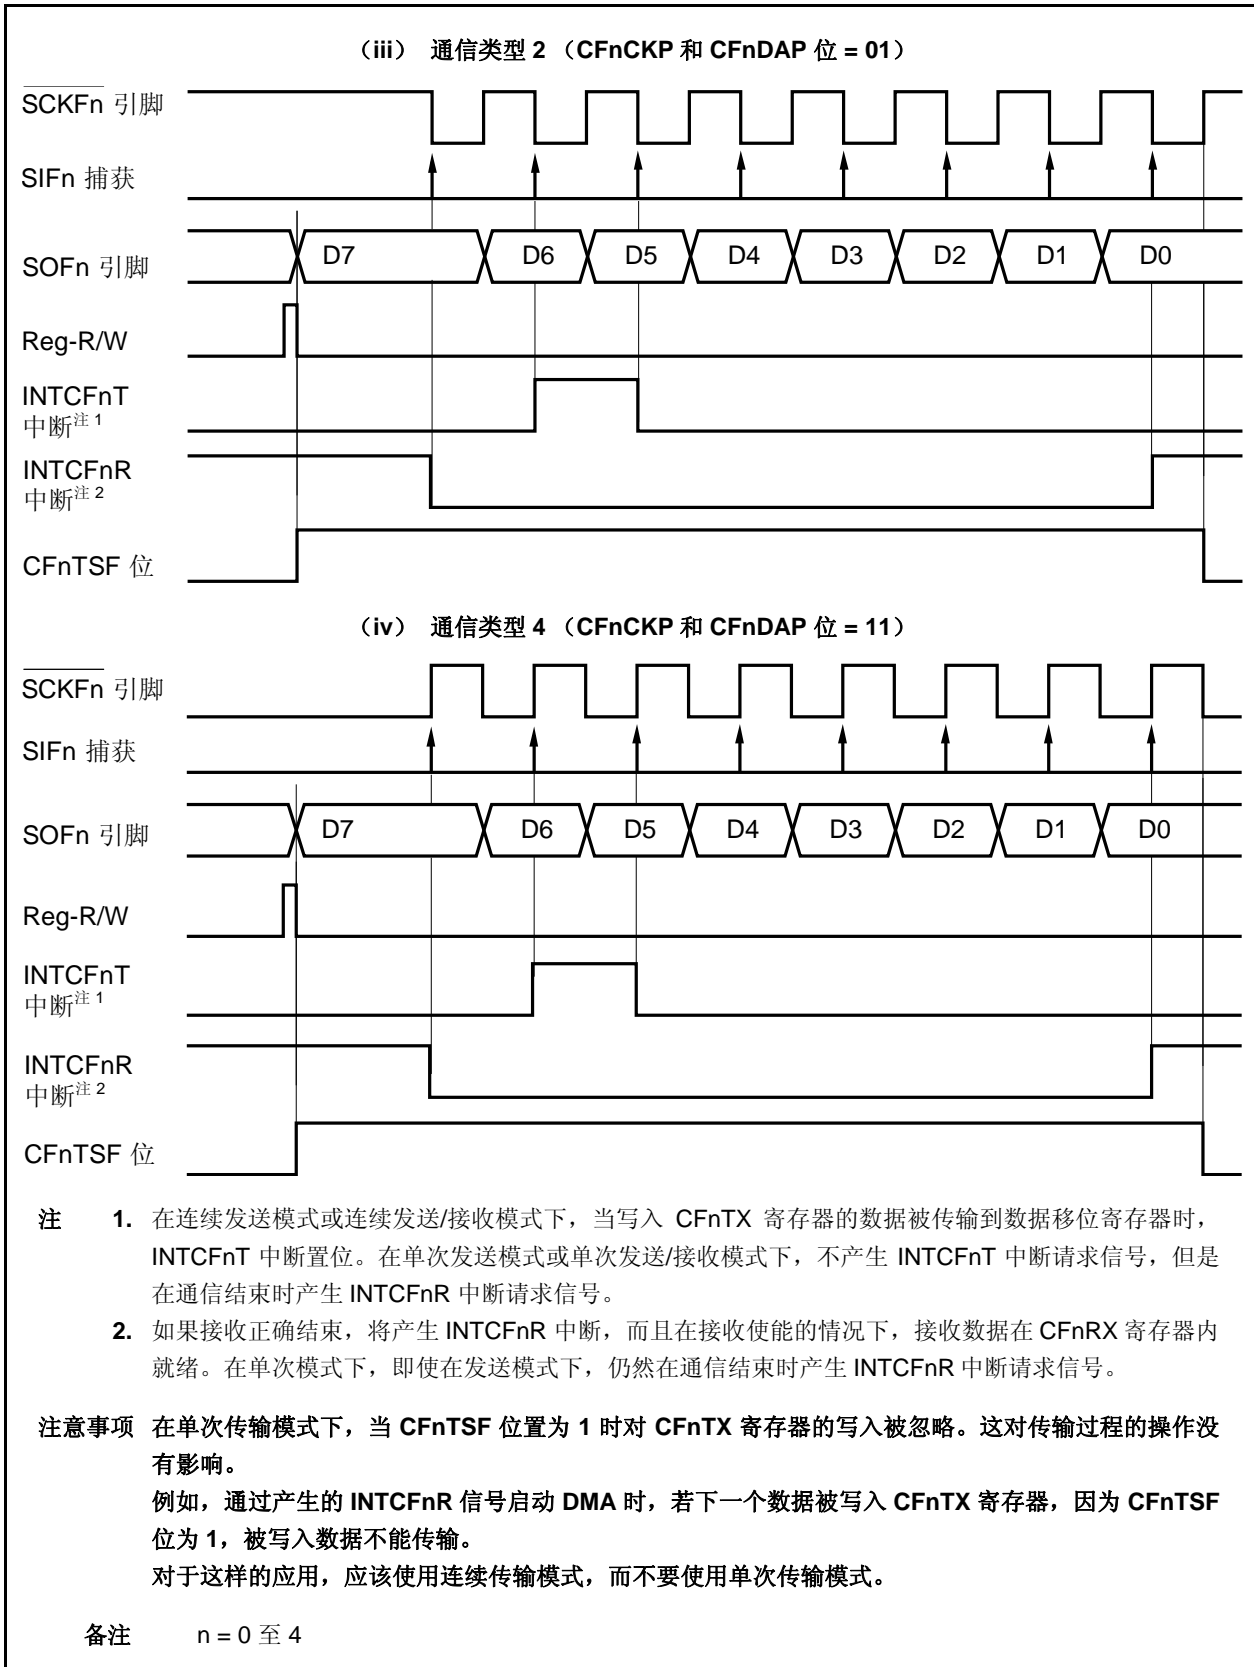 （iii） 通信类型 2 （CFnCKP 和 CFnDAP 位 = 01）
SCKFn 引脚
SIFn 捕获
SOFn 引脚 D7 D6 D5 D4 D3 D2 D1 D0
Reg-R/W
INTCFnT
中断注 1
INTCFnR
中断注 2
CFnTSF 位
（iv） 通信类型 4 （CFnCKP 和 CFnDAP 位 = 11）
SCKFn 引脚
SIFn 捕获
SOFn 引脚 D7 D6 D5 D4 D3 D2 D1 D0
Reg-R/W
INTCFnT
中断注 1
INTCFnR
中断注 2
CFnTSF 位
注 1. 在连续发送模式或连续发送/接收模式下，当写入 CFnTX 寄存器的数据被传输到数据移位寄存器时，
INTCFnT 中断置位。在单次发送模式或单次发送/接收模式下，不产生 INTCFnT 中断请求信号，但是
在通信结束时产生 INTCFnR 中断请求信号。
2. 如果接收正确结束，将产生 INTCFnR 中断，而且在接收使能的情况下，接收数据在 CFnRX 寄存器内
就绪。在单次模式下，即使在发送模式下，仍然在通信结束时产生 INTCFnR 中断请求信号。
注意事项 在单次传输模式下，当 CFnTSF 位置为 1 时对 CFnTX 寄存器的写入被忽略。这对传输过程的操作没
有影响。
例如，通过产生的 INTCFnR 信号启动 DMA 时，若下一个数据被写入 CFnTX 寄存器，因为 CFnTSF
位为 1，被写入数据不能传输。
对于这样的应用，应该使用连续传输模式，而不要使用单次传输模式。
备注 n = 0 至 4